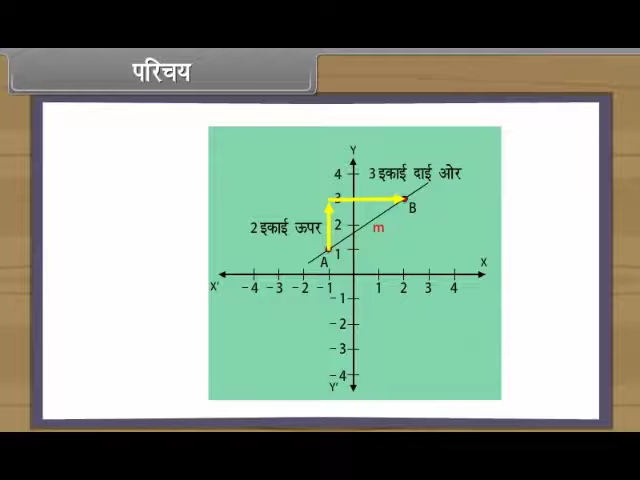 परिचय
Y
4
3 इकाई दाई ओर
3
B
2 इकाई ऊपर
2
m
A
1
X
X'
-4 -3 -2 -1 1 2 3 4
-1
-2
-3
-4
Y'